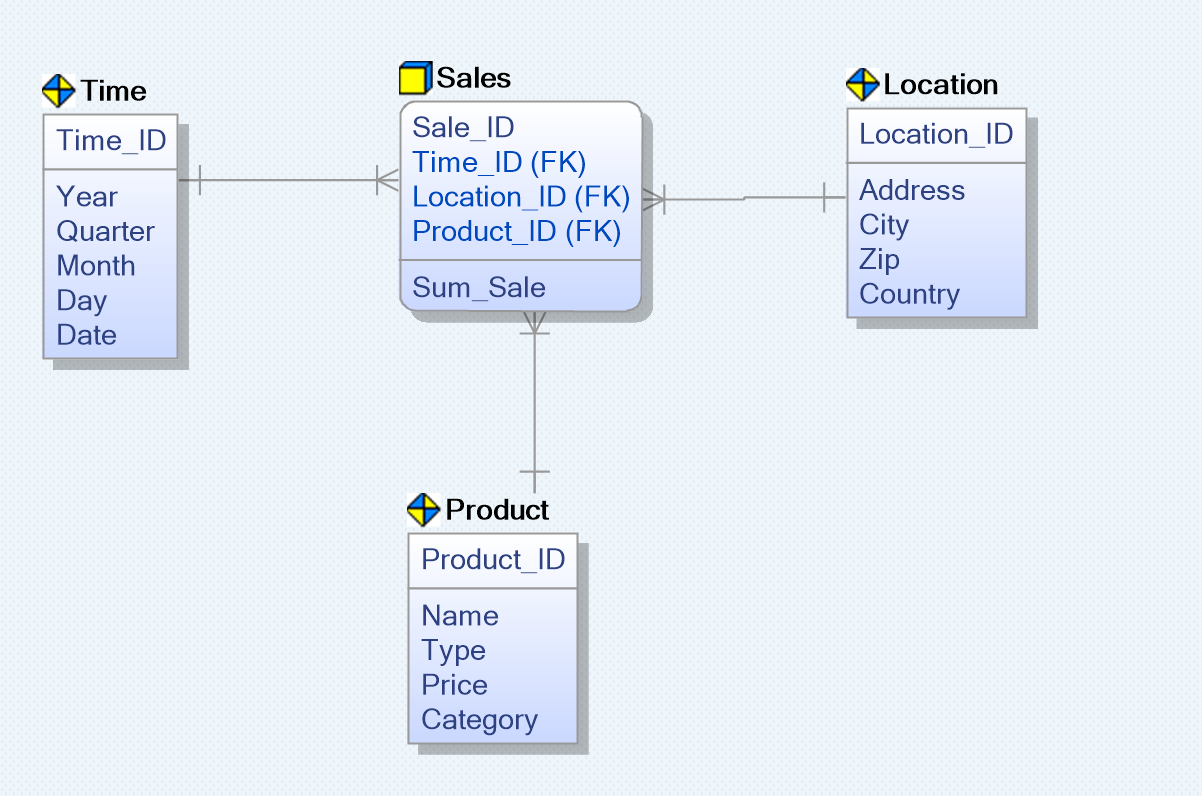 Time
Time_ID
Year
Quarter
Month
Day
Date
Sales
Sale_ID
Time_ID (FK)
Location_ID (FK)
Product_ID (FK)
Sum_Sale
Location
Location_ID
Address
City
Zip
Country
Product
Product_ID
Name
Type
Price
Category